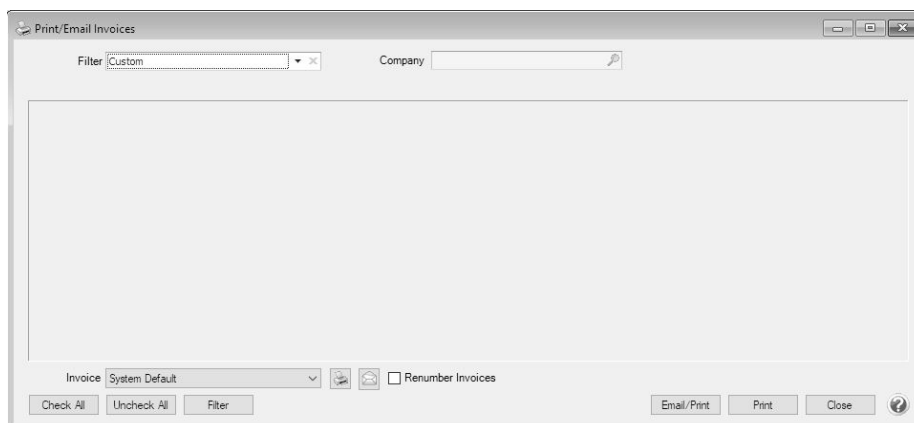 Print/Email Invoices
Filter Custom Company
Invoice System Default Renumber Invoices
Check All Uncheck All Filter Email/Print Print Close ?